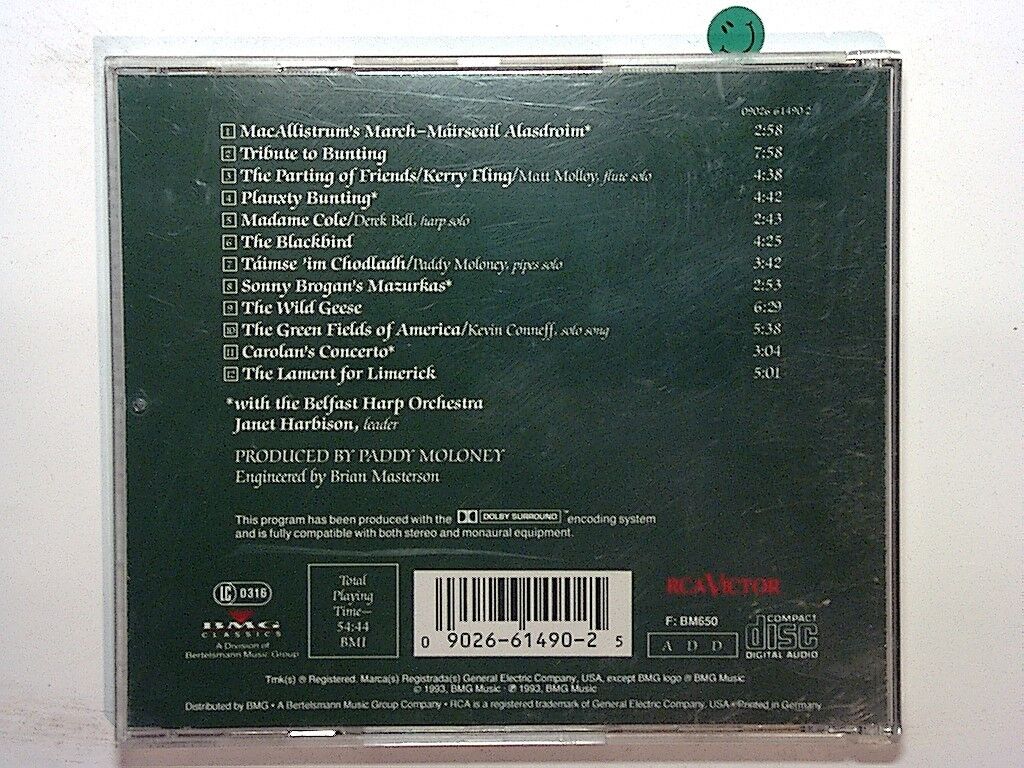 09026 61490 2
1 MacAllistrum's March–Máirseail Alasdroim* 2:58
2 Tribute to Bunting 7:58
3 The Parting of Friends/Kerry Fling/Matt Molloy, flute solo 4:38
4 Planxty Bunting* 4:42
5 Madame Cole/Derek Bell, harp solo 2:43
6 The Blackbird 4:25
7 Táimse 'im Chodladh/Paddy Moloney, pipes solo 3:42
8 Sonny Brogan's Mazurkas* 2:53
9 The Wild Geese 6:29
10 The Green Fields of America/Kevin Conneff, solo song 5:38
11 Carolan's Concerto* 3:04
12 The Lament for Limerick 5:01
*with the Belfast Harp Orchestra
Janet Harbison, leader
PRODUCED BY PADDY MOLONEY
Engineered by Brian Masterson
This program has been produced with the DOLBY SURROUND™ encoding system
and is fully compatible with both stereo and monaural equipment.
LC 0316
BMG
CLASSICS
A Division of
Bertelsmann Music Group
Total
Playing
Time—
54:44
BMI
0 9026-61490-2 5
RCA VICTOR
F: BM650
A D D
COMPACT
disc
DIGITAL AUDIO
Tmk(s) ® Registered. Marca(s) Registrada(s) General Electric Company, USA, except BMG logo ® BMG Music
© 1993, BMG Music · ℗ 1993, BMG Music
Distributed by BMG • A Bertelsmann Music Group Company • RCA is a registered trademark of General Electric Company, USA • Printed in Germany